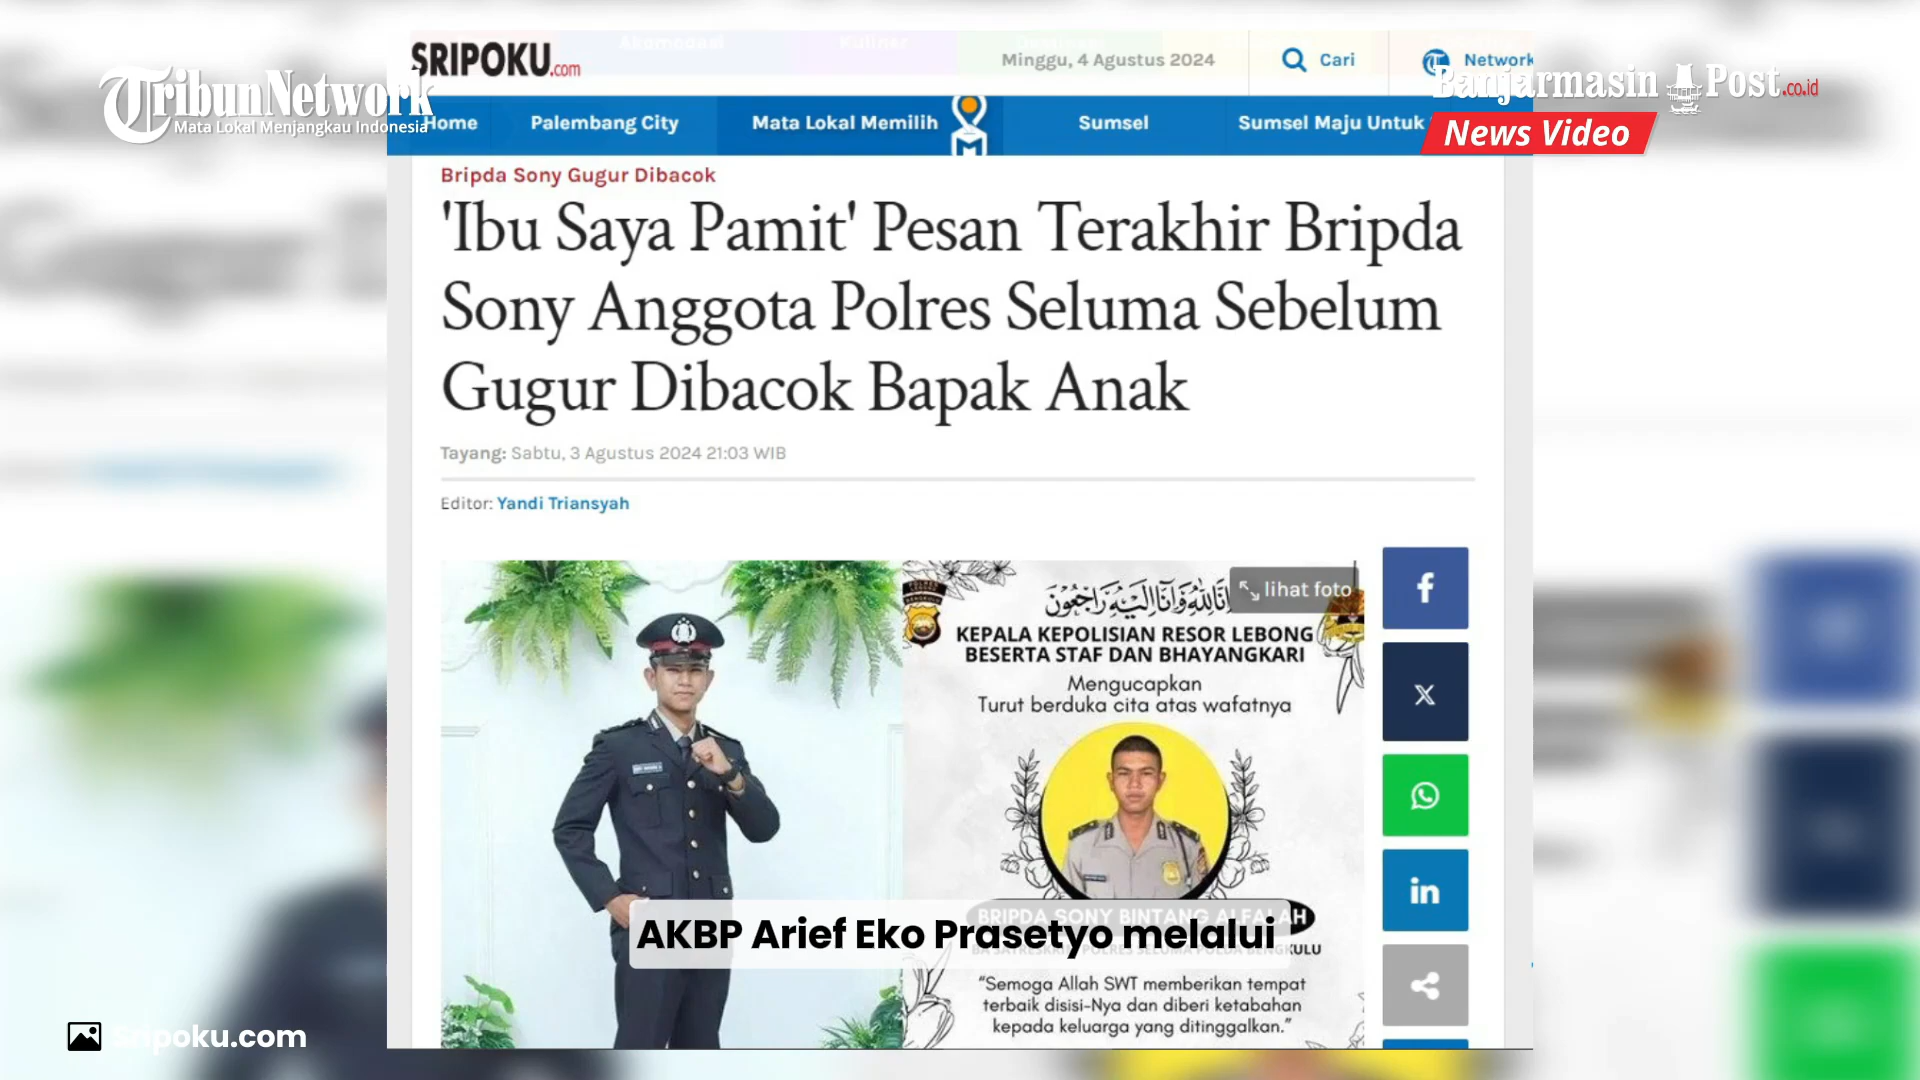 SRIPOKU.com
Minggu, 4 Agustus 2024
Cari
Network
TribunNetwork
Mata Lokal Menjangkau Indonesia
Banjarmasin Post.co.id
News Video
Home
Palembang City
Mata Lokal Memilih
Sumsel
Sumsel Maju Untuk
Bripda Sony Gugur Dibacok
'Ibu Saya Pamit' Pesan Terakhir Bripda
Sony Anggota Polres Seluma Sebelum
Gugur Dibacok Bapak Anak
Tayang: Sabtu, 3 Agustus 2024 21:03 WIB
Editor: Yandi Triansyah
lihat foto
KEPALA KEPOLISIAN RESOR LEBONG
BESERTA STAF DAN BHAYANGKARI
Mengucapkan
Turut berduka cita atas wafatnya
BRIPDA SONY BINTANG ALFALAH
AKBP Arief Eko Prasetyo melalui
"Semoga Allah SWT memberikan tempat
terbaik disisi-Nya dan diberi ketabahan
kepada keluarga yang ditinggalkan."
Sripoku.com